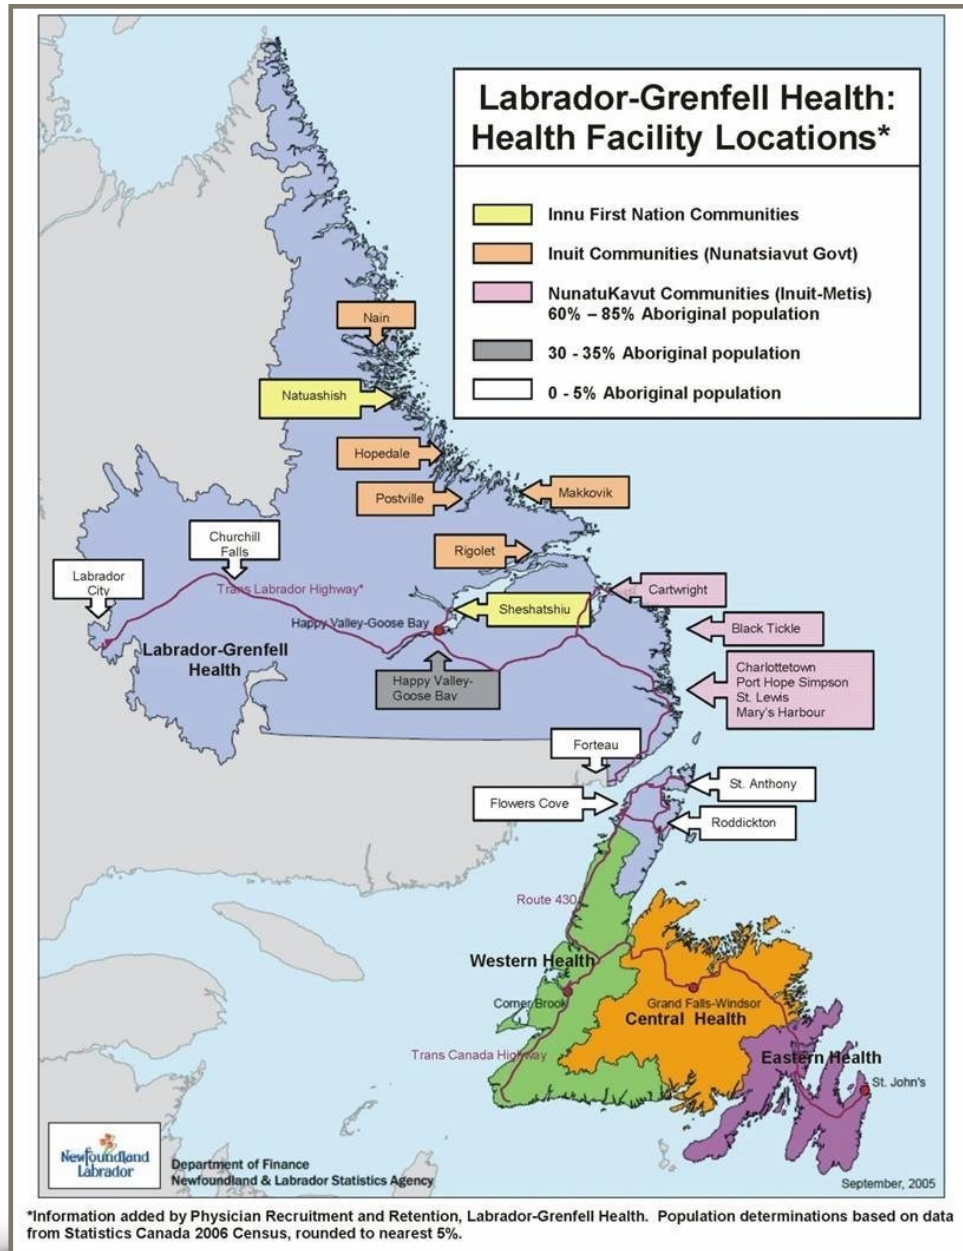 Labrador-Grenfell Health:
Health Facility Locations*
Innu First Nation Communities
Inuit Communities (Nunatsiavut Govt)
NunatuKavut Communities (Inuit-Metis)
60% – 85% Aboriginal population
30 - 35% Aboriginal population
0 - 5% Aboriginal population
Nain
Natuashish
Hopedale
Postville
Makkovik
Churchill
Falls
Rigolet
Labrador
City
Trans Labrador Highway*
Cartwright
Sheshatshiu
Happy Valley-Goose Bay
Black Tickle
Labrador-Grenfell
Health
Happy Valley-
Goose Bay
Charlottetown
Port Hope Simpson
St. Lewis
Mary's Harbour
Forteau
St. Anthony
Flowers Cove
Roddickton
Route 430
Western Health
Corner Brook
Grand Falls-Windsor
Central Health
Trans Canada Highway
Eastern Health
St. John's
Newfoundland
Labrador
Department of Finance
Newfoundland & Labrador Statistics Agency
September, 2005
*Information added by Physician Recruitment and Retention, Labrador-Grenfell Health. Population determinations based on data
from Statistics Canada 2006 Census, rounded to nearest 5%.